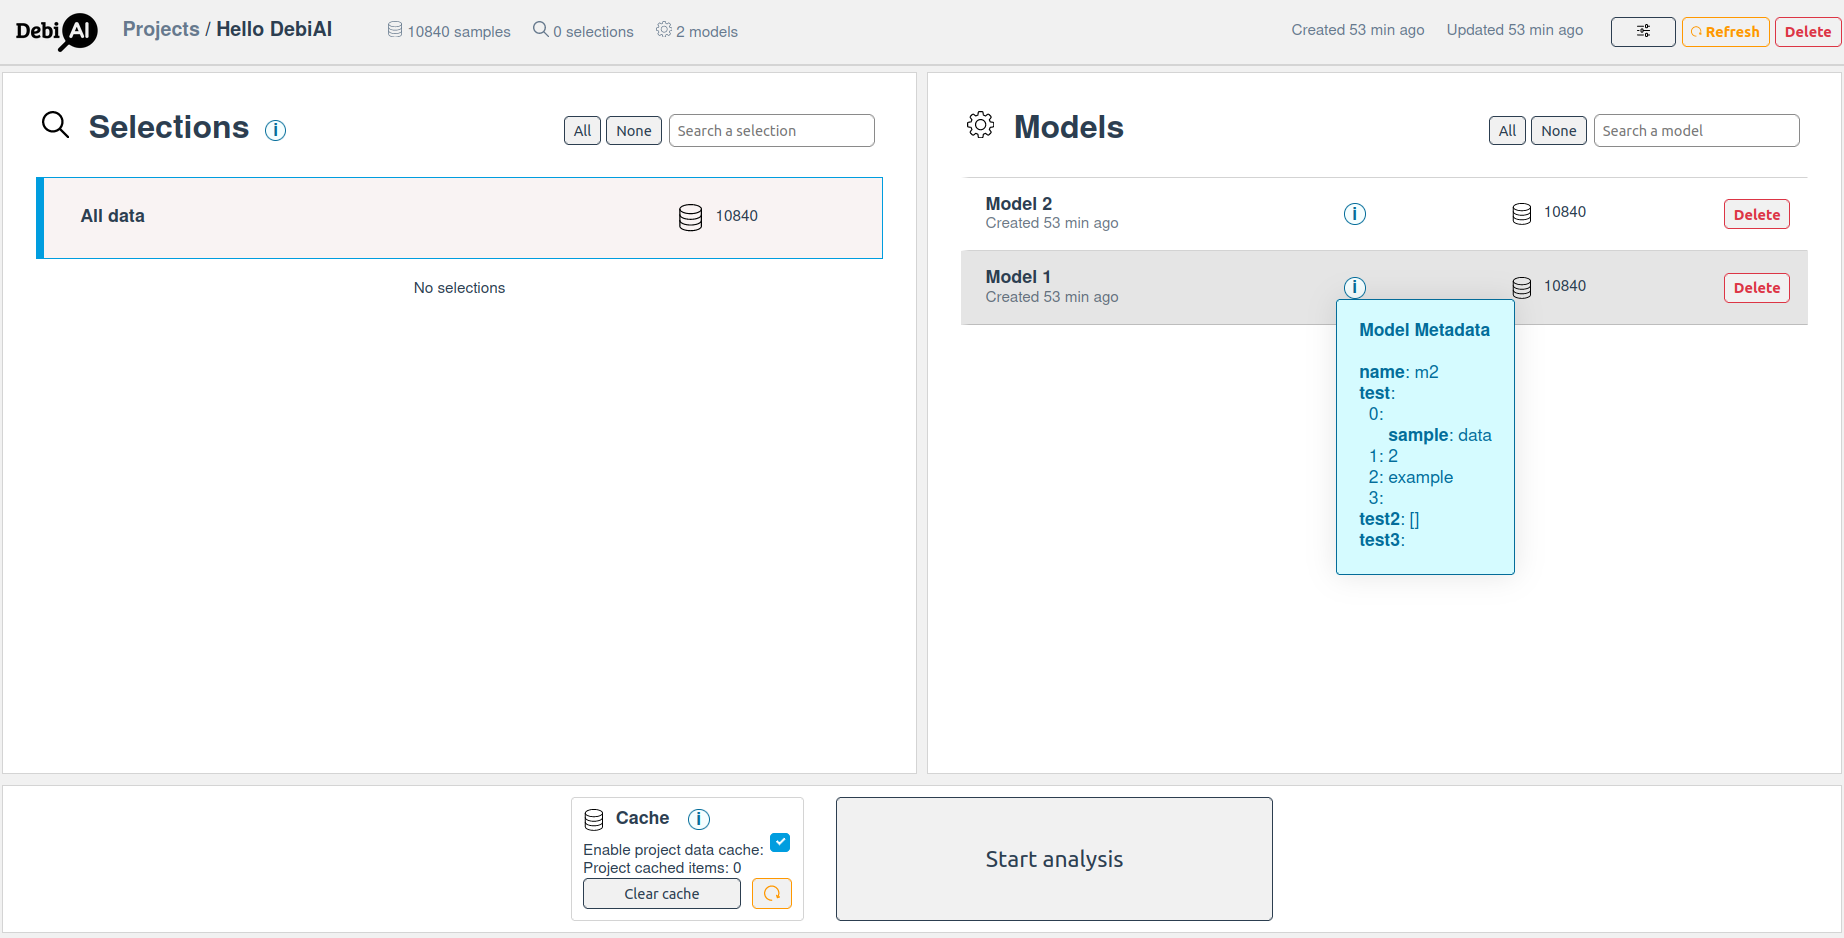 DebiAI
Projects / Hello DebiAI
10840 samples
0 selections
2 models
Created 53 min ago
Updated 53 min ago
Refresh
Delete
Selections
i
All
None
Search a selection
All data
10840
No selections
Models
All
None
Search a model
Model 2
Created 53 min ago
i
10840
Delete
Model 1
Created 53 min ago
i
10840
Delete
Model Metadata
name: m2
test:
0:
sample: data
1: 2
2: example
3:
test2: []
test3:
Cache
i
Enable project data cache:
Project cached items: 0
Clear cache
Start analysis